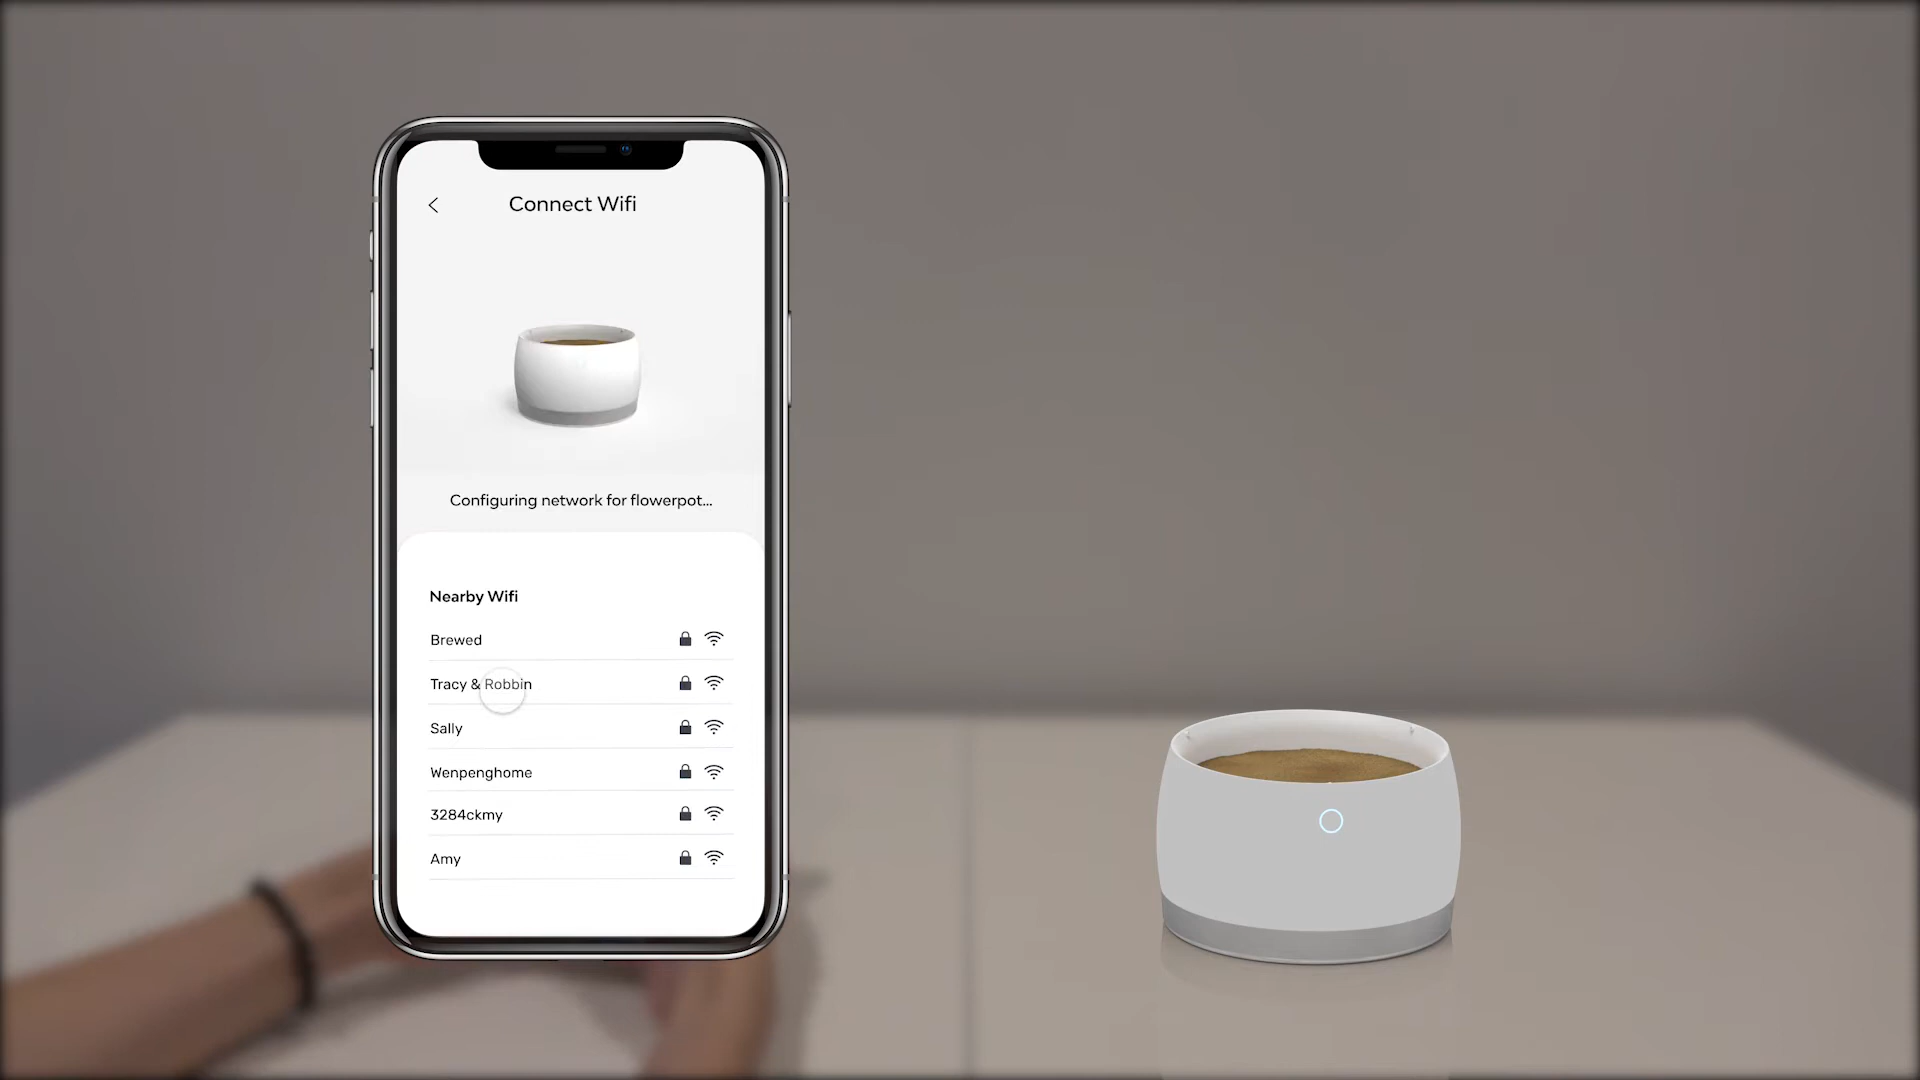 Connect Wifi
Configuring network for flowerpot...
Nearby Wifi
Brewed
Tracy & Robbin
Sally
Wenpenghome
3284ckmy
Amy